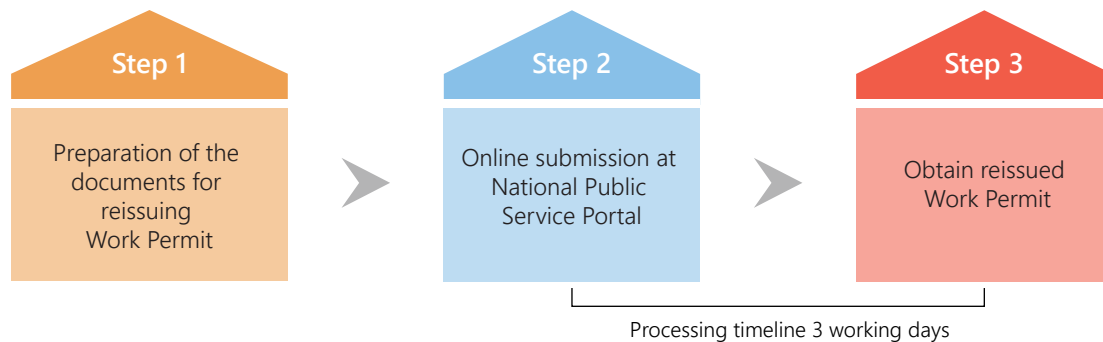 Step 1
Preparation of the
documents for
reissuing
Work Permit
Step 2
Online submission at
National Public
Service Portal
Step 3
Obtain reissued
Work Permit
Processing timeline 3 working days